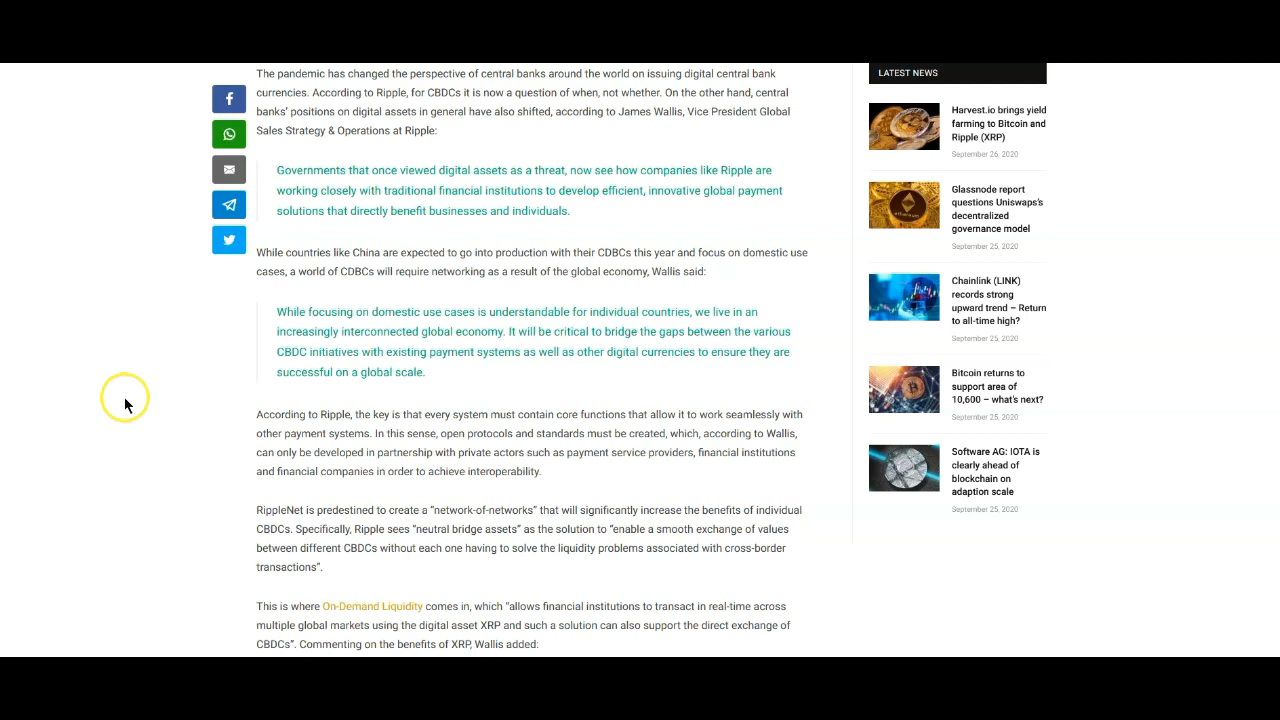 The pandemic has changed the perspective of central banks around the world on issuing digital central bank
currencies. According to Ripple, for CBDCs it is now a question of when, not whether. On the other hand, central
banks' positions on digital assets in general have also shifted, according to James Wallis, Vice President Global
Sales Strategy & Operations at Ripple:
Governments that once viewed digital assets as a threat, now see how companies like Ripple are
working closely with traditional financial institutions to develop efficient, innovative global payment
solutions that directly benefit businesses and individuals.
While countries like China are expected to go into production with their CDBCs this year and focus on domestic use
cases, a world of CDBCs will require networking as a result of the global economy, Wallis said:
While focusing on domestic use cases is understandable for individual countries, we live in an
increasingly interconnected global economy. It will be critical to bridge the gaps between the various
CBDC initiatives with existing payment systems as well as other digital currencies to ensure they are
successful on a global scale.
According to Ripple, the key is that every system must contain core functions that allow it to work seamlessly with
other payment systems. In this sense, open protocols and standards must be created, which, according to Wallis,
can only be developed in partnership with private actors such as payment service providers, financial institutions
and financial companies in order to achieve interoperability.
RippleNet is predestined to create a "network-of-networks" that will significantly increase the benefits of individual
CBDCs. Specifically, Ripple sees "neutral bridge assets" as the solution to "enable a smooth exchange of values
between different CBDCs without each one having to solve the liquidity problems associated with cross-border
transactions".
This is where On-Demand Liquidity comes in, which "allows financial institutions to transact in real-time across
multiple global markets using the digital asset XRP and such a solution can also support the direct exchange of
CBDCs". Commenting on the benefits of XRP, Wallis added:
LATEST NEWS
Harvest.io brings yield
farming to Bitcoin and
Ripple (XRP)
September 26, 2020
Glassnode report
questions Uniswaps's
decentralized
governance model
September 25, 2020
Chainlink (LINK)
records strong
upward trend – Return
to all-time high?
September 25, 2020
Bitcoin returns to
support area of
10,600 – what's next?
September 25, 2020
Software AG: IOTA is
clearly ahead of
blockchain on
adaption scale
September 25, 2020